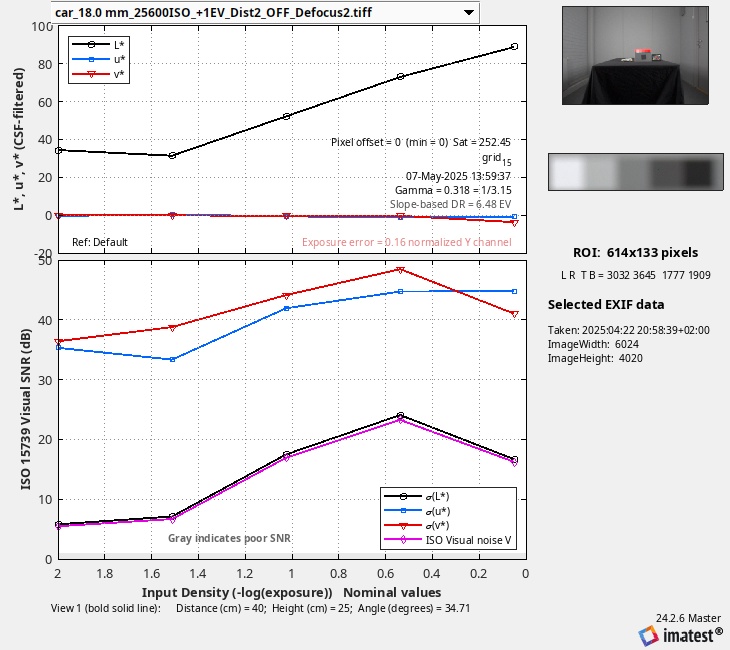 car_18.0 mm_25600ISO_+1EV_Dist2_OFF_Defocus2.tiff
100
80
60
40
20
0
-20
L*, u*, v* (CSF-filtered)
L*
u*
v*
Pixel offset = 0 (min = 0) Sat = 252.45
grid15
07-May-2025 13:59:37
Gamma = 0.318 = 1/3.15
Slope-based DR = 6.48 EV
Ref: Default
Exposure error = 0.16 normalized Y channel
50
40
30
20
10
0
ISO 15739 Visual SNR (dB)
Gray indicates poor SNR
𝜎(L*)
𝜎(u*)
𝜎(v*)
ISO Visual noise V
2 1.8 1.6 1.4 1.2 1 0.8 0.6 0.4 0.2 0
Input Density (-log(exposure)) Nominal values
View 1 (bold solid line): Distance (cm) = 40; Height (cm) = 25; Angle (degrees) = 34.71
ROI: 614x133 pixels
L R T B = 3032 3645 1777 1909
Selected EXIF data
Taken: 2025:04:22 20:58:39+02:00
ImageWidth: 6024
ImageHeight: 4020
24.2.6 Master
imatest®